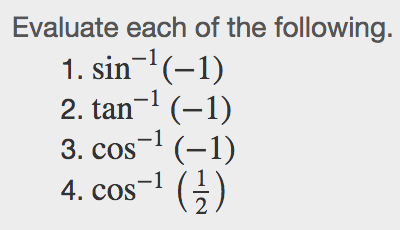 Evaluate each of the following.
1. sin⁻¹(−1)
2. tan⁻¹ (−1)
3. cos⁻¹ (−1)
4. cos⁻¹ (1/2)